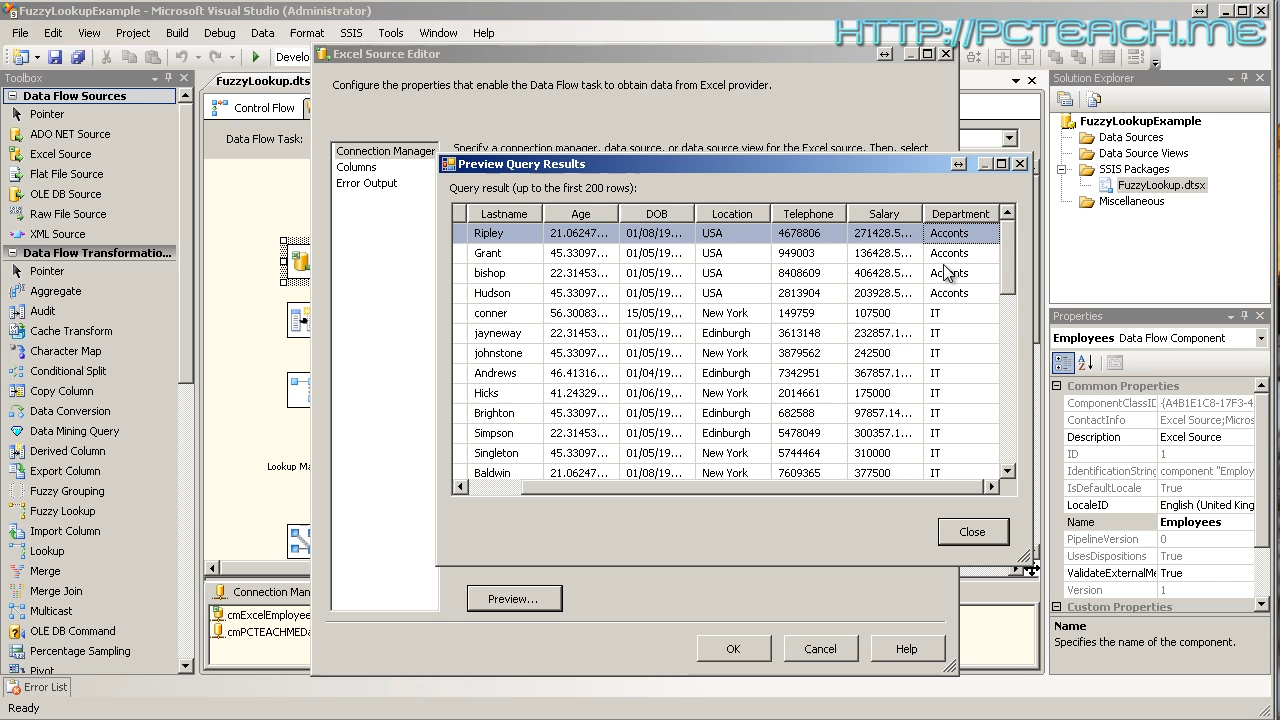 FuzzyLookupExample - Microsoft Visual Studio (Administrator)
HTTP://PCTEACH.ME
File Edit View Project Build Debug Data Format SSIS Tools Window Help
Develo
Toolbox
Data Flow Sources
Pointer
ADO NET Source
Excel Source
Flat File Source
OLE DB Source
Raw File Source
XML Source
Data Flow Transformatio...
Pointer
Aggregate
Audit
Cache Transform
Character Map
Conditional Split
Copy Column
Data Conversion
Data Mining Query
Derived Column
Export Column
Fuzzy Grouping
Fuzzy Lookup
Import Column
Lookup
Merge
Merge Join
Multicast
OLE DB Command
Percentage Sampling
Pivot
Error List
Ready
FuzzyLookup.dts
Control Flow
Data Flow Task:
Lookup Ma
Connection Man
cmExcelEmployee
cmPCTEACHMEDa
Excel Source Editor
Configure the properties that enable the Data Flow task to obtain data from Excel provider.
Connection Manager
Columns
Error Output
Specify a connection manager, data source, or data source view for the Excel source. Then, select
Preview Query Results
Query result (up to the first 200 rows):
Lastname Age DOB Location Telephone Salary Department
Ripley 21.06247... 01/08/19... USA 4678806 271428.5... Acconts
Grant 45.33097... 01/05/19... USA 949003 136428.5... Acconts
bishop 22.31453... 01/05/19... USA 8408609 406428.5... Acconts
Hudson 45.33097... 01/05/19... USA 2813904 203928.5... Acconts
conner 56.30083... 15/05/19... New York 149759 107500 IT
jayneway 22.31453... 01/05/19... Edinburgh 3613148 232857.1... IT
johnstone 45.33097... 01/05/19... New York 3879562 242500 IT
Andrews 46.41316... 01/04/19... Edinburgh 7342951 367857.1... IT
Hicks 41.24329... 01/06/19... New York 2014661 175000 IT
Brighton 45.33097... 01/05/19... Edinburgh 682588 97857.14... IT
Simpson 22.31453... 01/05/19... Edinburgh 5478049 300357.1... IT
Singleton 45.33097... 01/05/19... New York 5744464 310000 IT
Baldwin 21.06247... 01/08/19... New York 7609365 377500 IT
Close
Preview...
OK Cancel Help
Solution Explorer
FuzzyLookupExample
Data Sources
Data Source Views
SSIS Packages
FuzzyLookup.dtsx
Miscellaneous
Properties
Employees Data Flow Component
Common Properties
ComponentClassID {A4B1E1C8-17F3-4
ContactInfo Excel Source;Micros
Description Excel Source
ID 1
IdentificationString component "Employ
IsDefaultLocale True
LocaleID English (United King
Name Employees
PipelineVersion 0
UsesDispositions True
ValidateExternalMe True
Version 1
Custom Properties
Name
Specifies the name of the component.